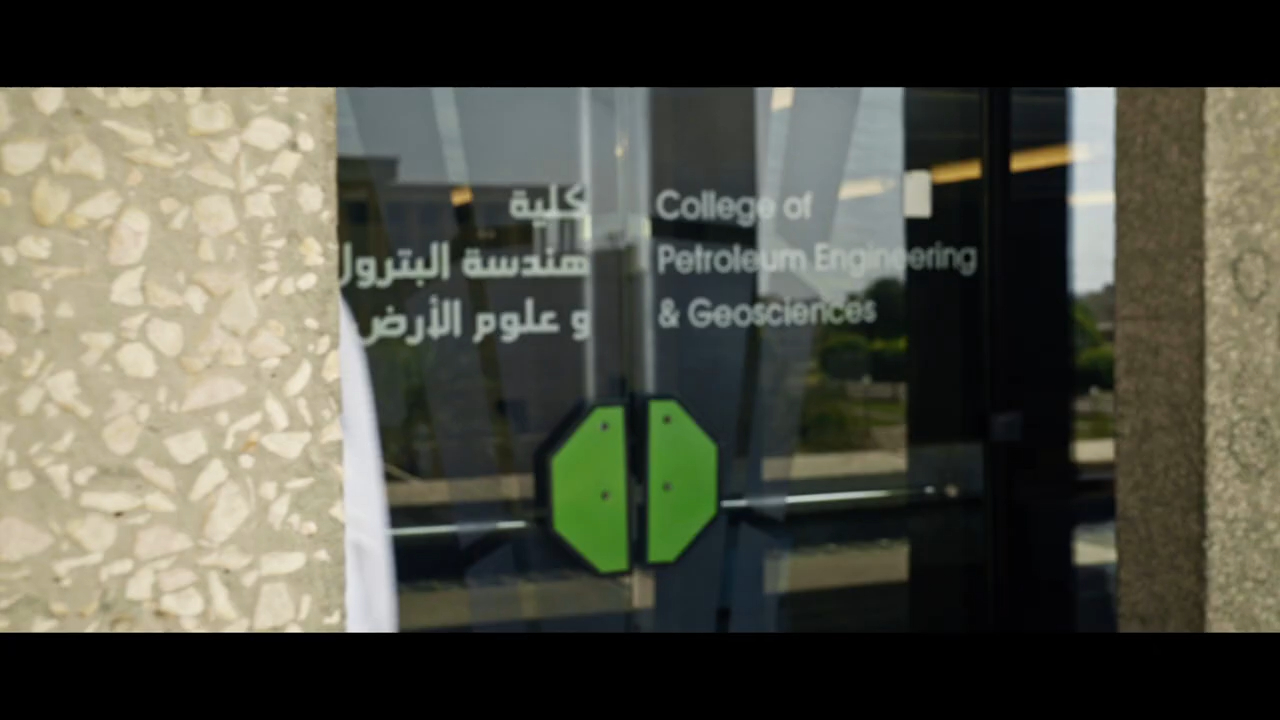 كلية
هندسة البترول
و علوم الأرض
College of
Petroleum Engineering
& Geosciences